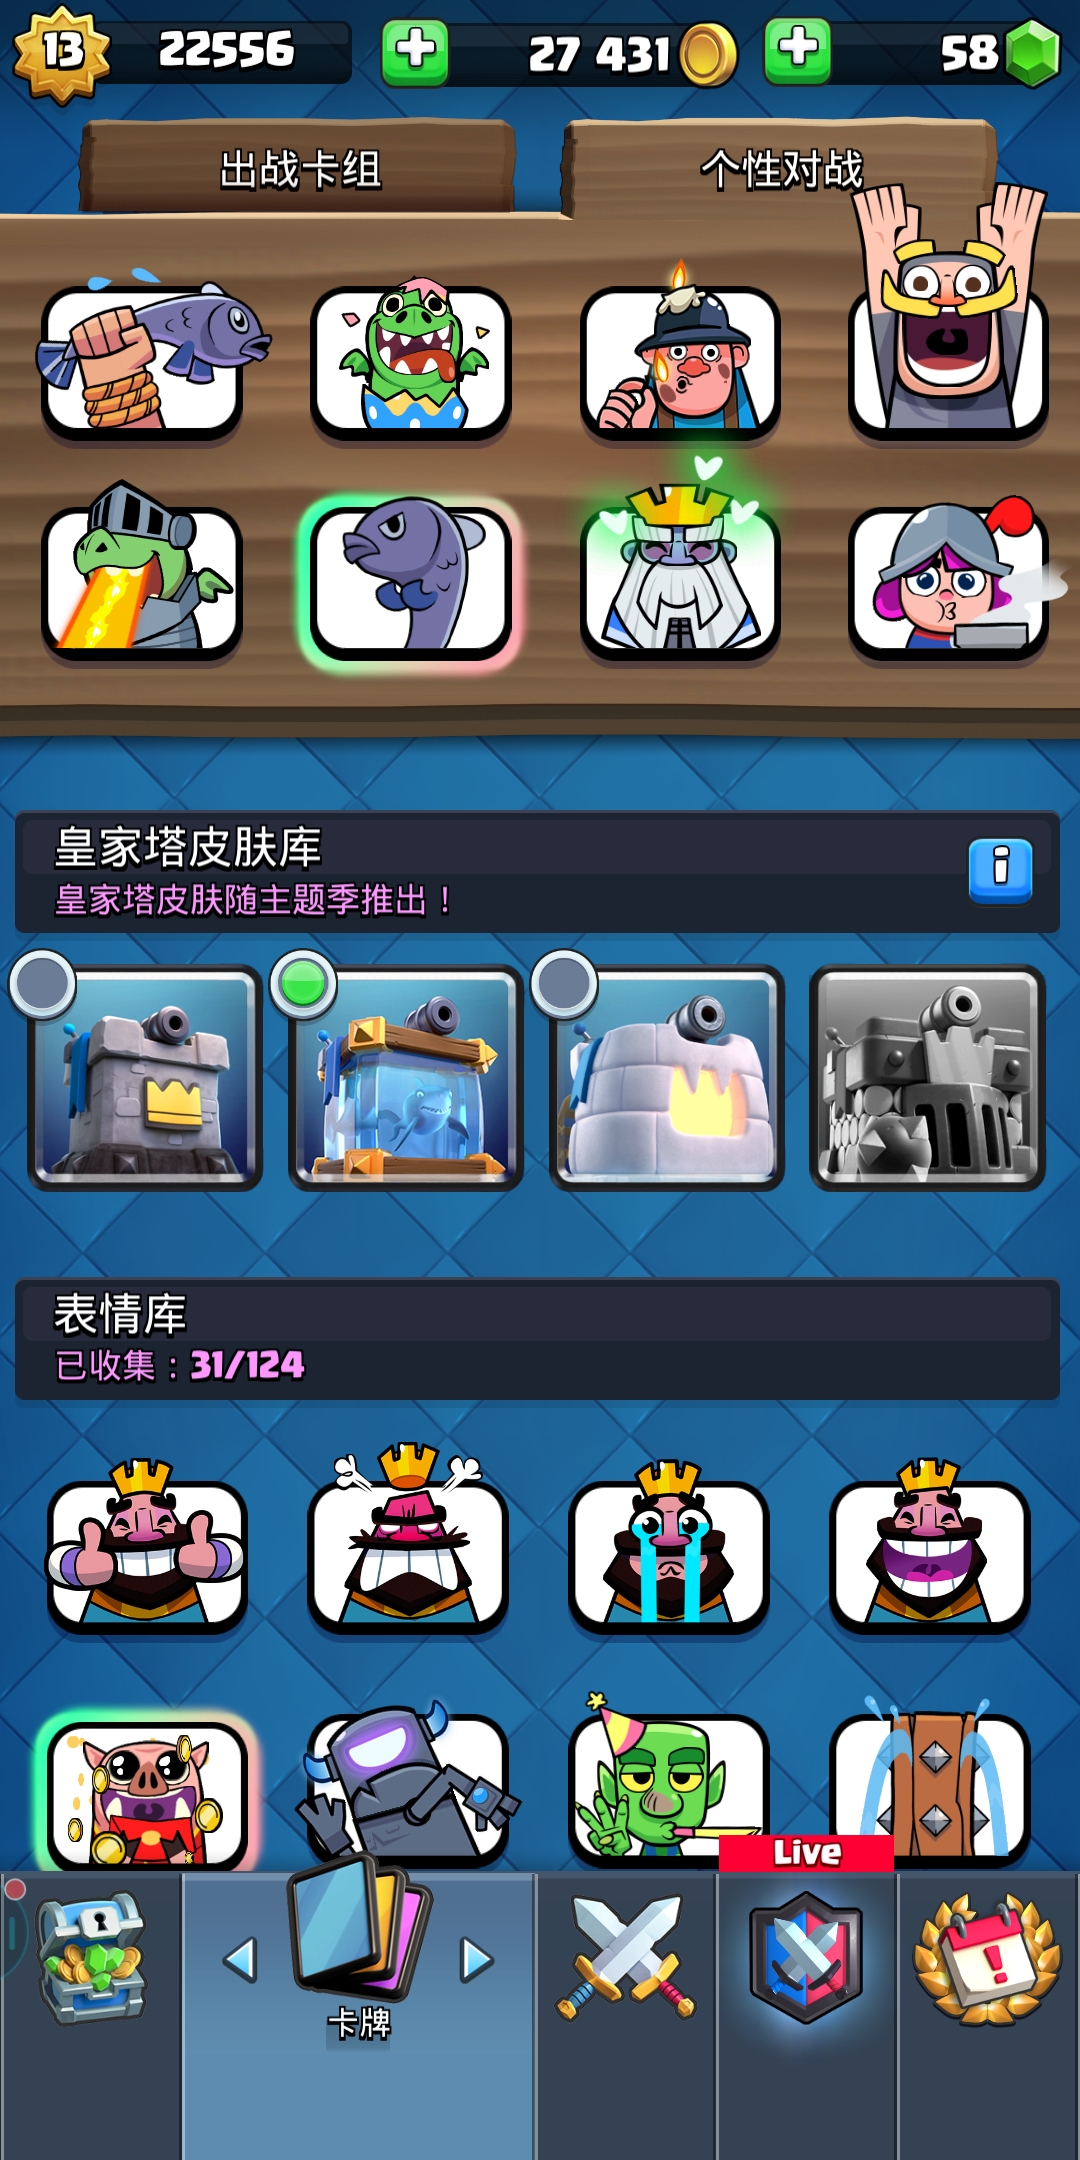 13
22556
27 431
58
出战卡组
个性对战
皇家塔皮肤库
皇家塔皮肤随主题季推出！
表情库
已收集：31/124
Live
卡牌